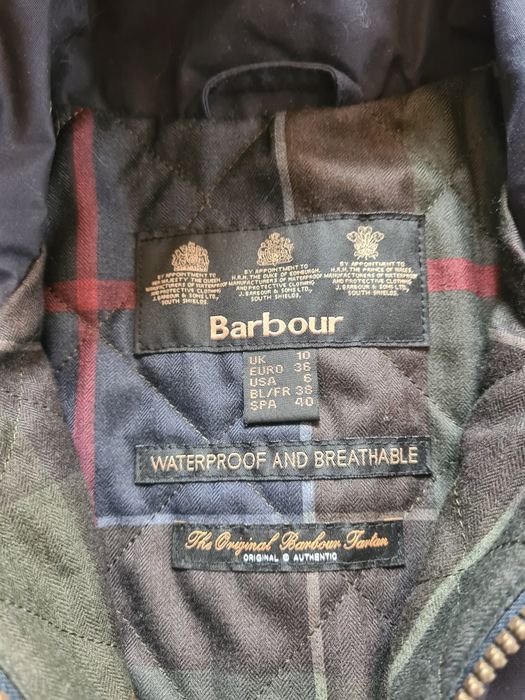 BY APPOINTMENT TO
H.M. THE QUEEN
MANUFACTURERS OF WATERPROOF
AND PROTECTIVE CLOTHING
J. BARBOUR & SONS LTD.,
SOUTH SHIELDS.
BY APPOINTMENT TO
H.R.H. THE DUKE OF EDINBURGH
MANUFACTURERS OF WATERPROOF
AND PROTECTIVE CLOTHING
J. BARBOUR & SONS LTD.,
SOUTH SHIELDS.
BY APPOINTMENT TO
H.R.H. THE PRINCE OF WALES
MANUFACTURERS OF WATERPROOF
AND PROTECTIVE CLOTHING
J. BARBOUR & SONS LTD.,
SOUTH SHIELDS.
Barbour
UK 10
EURO 36
USA 6
BL/FR 38
SPA 40
WATERPROOF AND BREATHABLE
The Original Barbour Tartan
ORIGINAL & AUTHENTIC